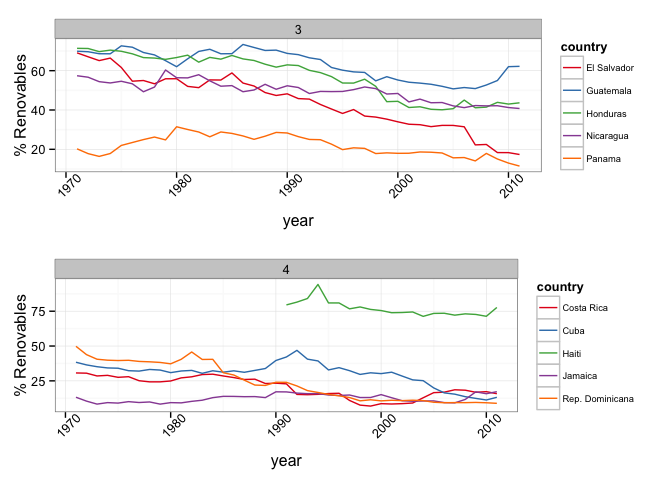 3
% Renovables
60
40
20
1970
1980
1990
2000
2010
year
country
El Salvador
Guatemala
Honduras
Nicaragua
Panama
4
% Renovables
75
50
25
1970
1980
1990
2000
2010
year
country
Costa Rica
Cuba
Haiti
Jamaica
Rep. Dominicana